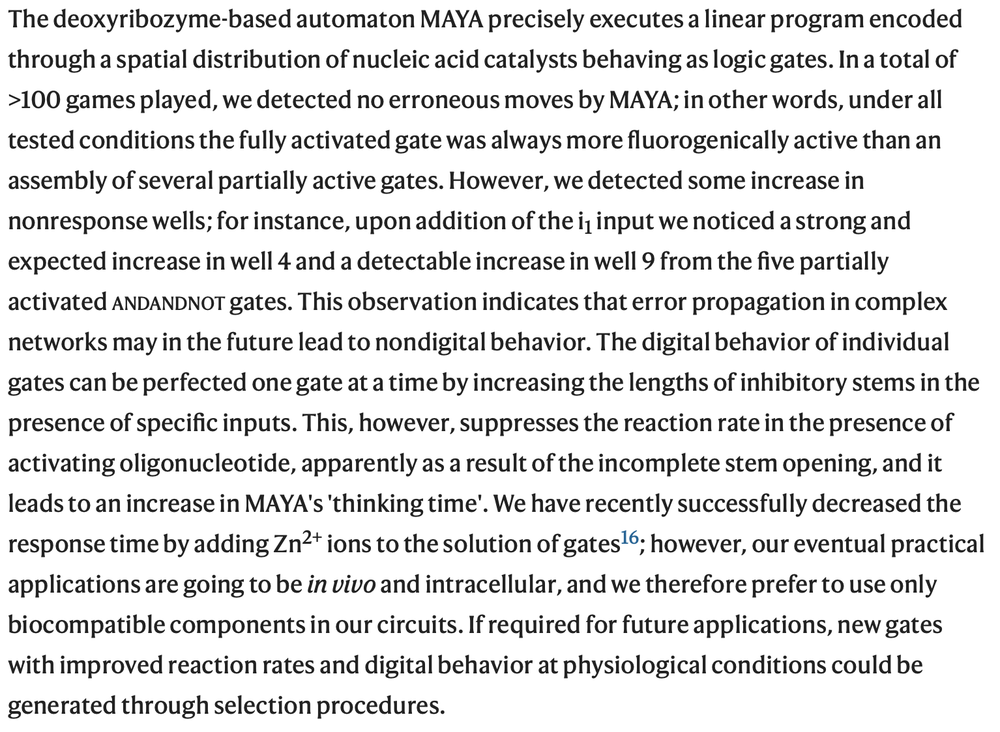 The deoxyribozyme-based automaton MAYA precisely executes a linear program encoded
through a spatial distribution of nucleic acid catalysts behaving as logic gates. In a total of
>100 games played, we detected no erroneous moves by MAYA; in other words, under all
tested conditions the fully activated gate was always more fluorogenically active than an
assembly of several partially active gates. However, we detected some increase in
nonresponse wells; for instance, upon addition of the i₁ input we noticed a strong and
expected increase in well 4 and a detectable increase in well 9 from the five partially
activated ANDANDNOT gates. This observation indicates that error propagation in complex
networks may in the future lead to nondigital behavior. The digital behavior of individual
gates can be perfected one gate at a time by increasing the lengths of inhibitory stems in the
presence of specific inputs. This, however, suppresses the reaction rate in the presence of
activating oligonucleotide, apparently as a result of the incomplete stem opening, and it
leads to an increase in MAYA's 'thinking time'. We have recently successfully decreased the
response time by adding Zn²⁺ ions to the solution of gates¹⁶; however, our eventual practical
applications are going to be in vivo and intracellular, and we therefore prefer to use only
biocompatible components in our circuits. If required for future applications, new gates
with improved reaction rates and digital behavior at physiological conditions could be
generated through selection procedures.